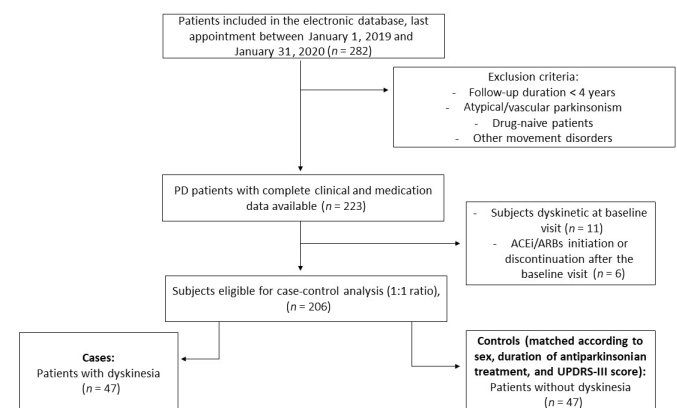 Patients included in the electronic database, last
appointment between January 1, 2019 and
January 31, 2020 (n = 282)
Exclusion criteria:
- Follow-up duration < 4 years
- Atypical/vascular parkinsonism
- Drug-naive patients
- Other movement disorders
PD patients with complete clinical and medication
data available (n = 223)
- Subjects dyskinetic at baseline
visit (n = 11)
- ACEi/ARBs initiation or
discontinuation after the
baseline visit (n = 6)
Subjects eligible for case-control analysis (1:1 ratio),
(n = 206)
Cases:
Patients with dyskinesia
(n = 47)
Controls (matched according to
sex, duration of antiparkinsonian
treatment, and UPDRS-III score):
Patients without dyskinesia
(n = 47)